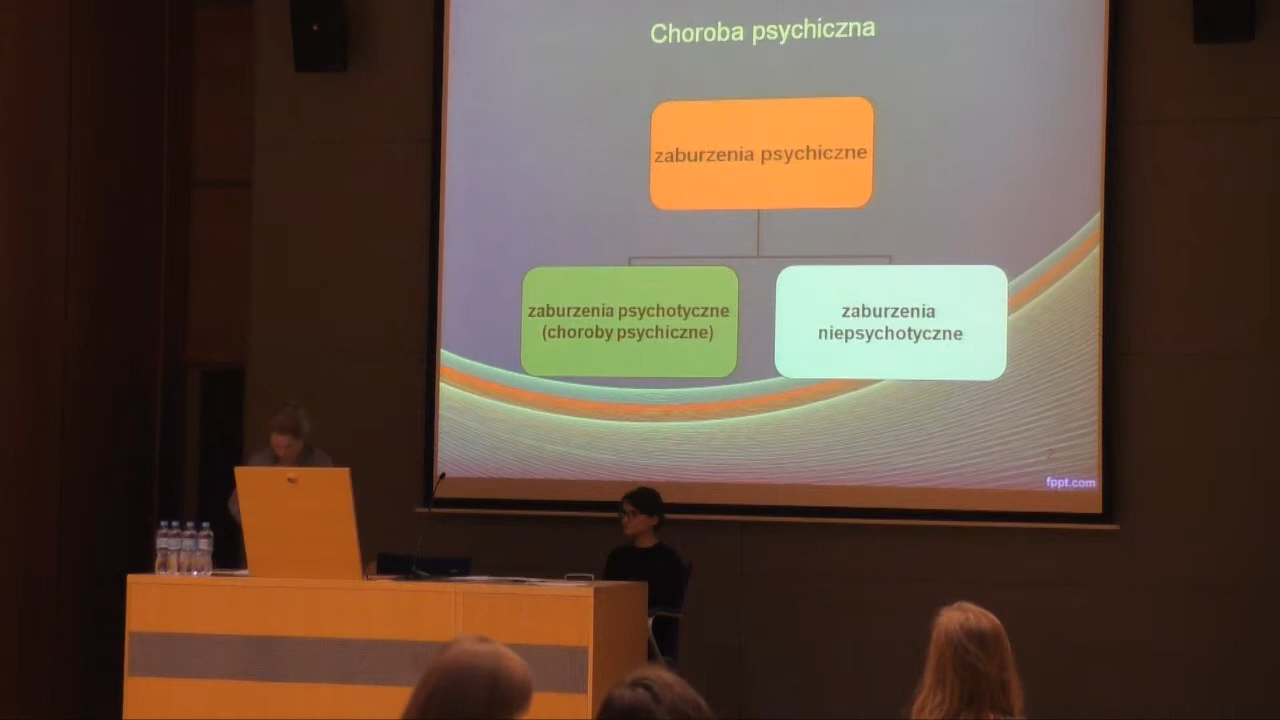 Choroba psychiczna
zaburzenia psychiczne
zaburzenia psychotyczne
(choroby psychiczne)
zaburzenia
niepsychotyczne
fppt.com